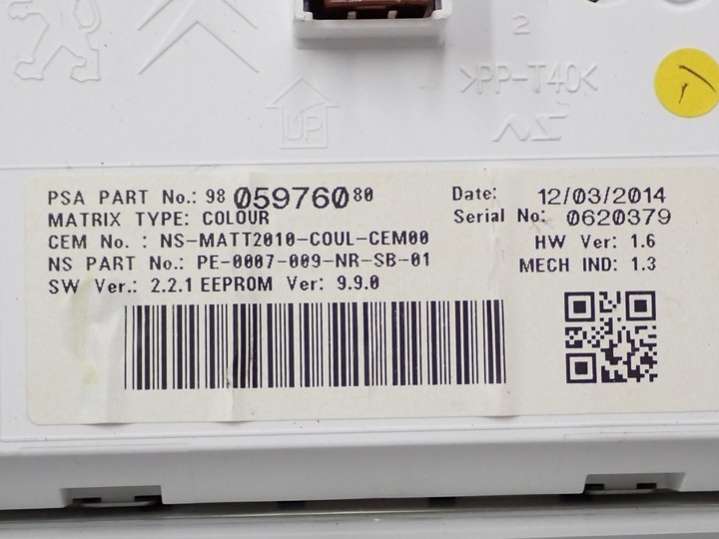 2
>PP-T40<
UP
PSA PART No.: 98 059760 80
MATRIX TYPE: COLOUR
CEM No. : NS-MATT2010-COUL-CEM00
NS PART No.: PE-0007-009-NR-SB-01
SW Ver.: 2.2.1 EEPROM Ver: 9.9.0
Date: 12/03/2014
Serial No: 0620379
HW Ver: 1.6
MECH IND: 1.3